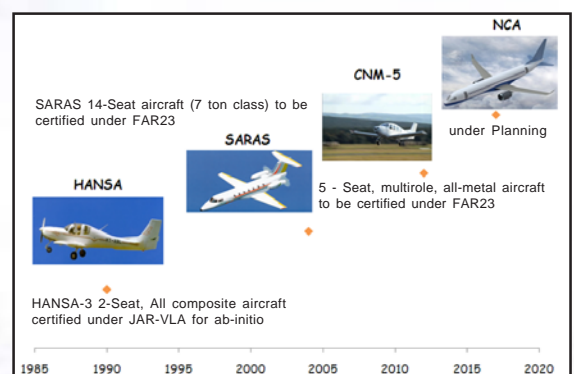 NCA
CNM-5
SARAS 14-Seat aircraft (7 ton class) to be
certified under FAR23
under Planning
SARAS
HANSA
5 - Seat, multirole, all-metal aircraft
to be certified under FAR23
HANSA-3 2-Seat, All composite aircraft
certified under JAR-VLA for ab-initio
1985 1990 1995 2000 2005 2010 2015 2020